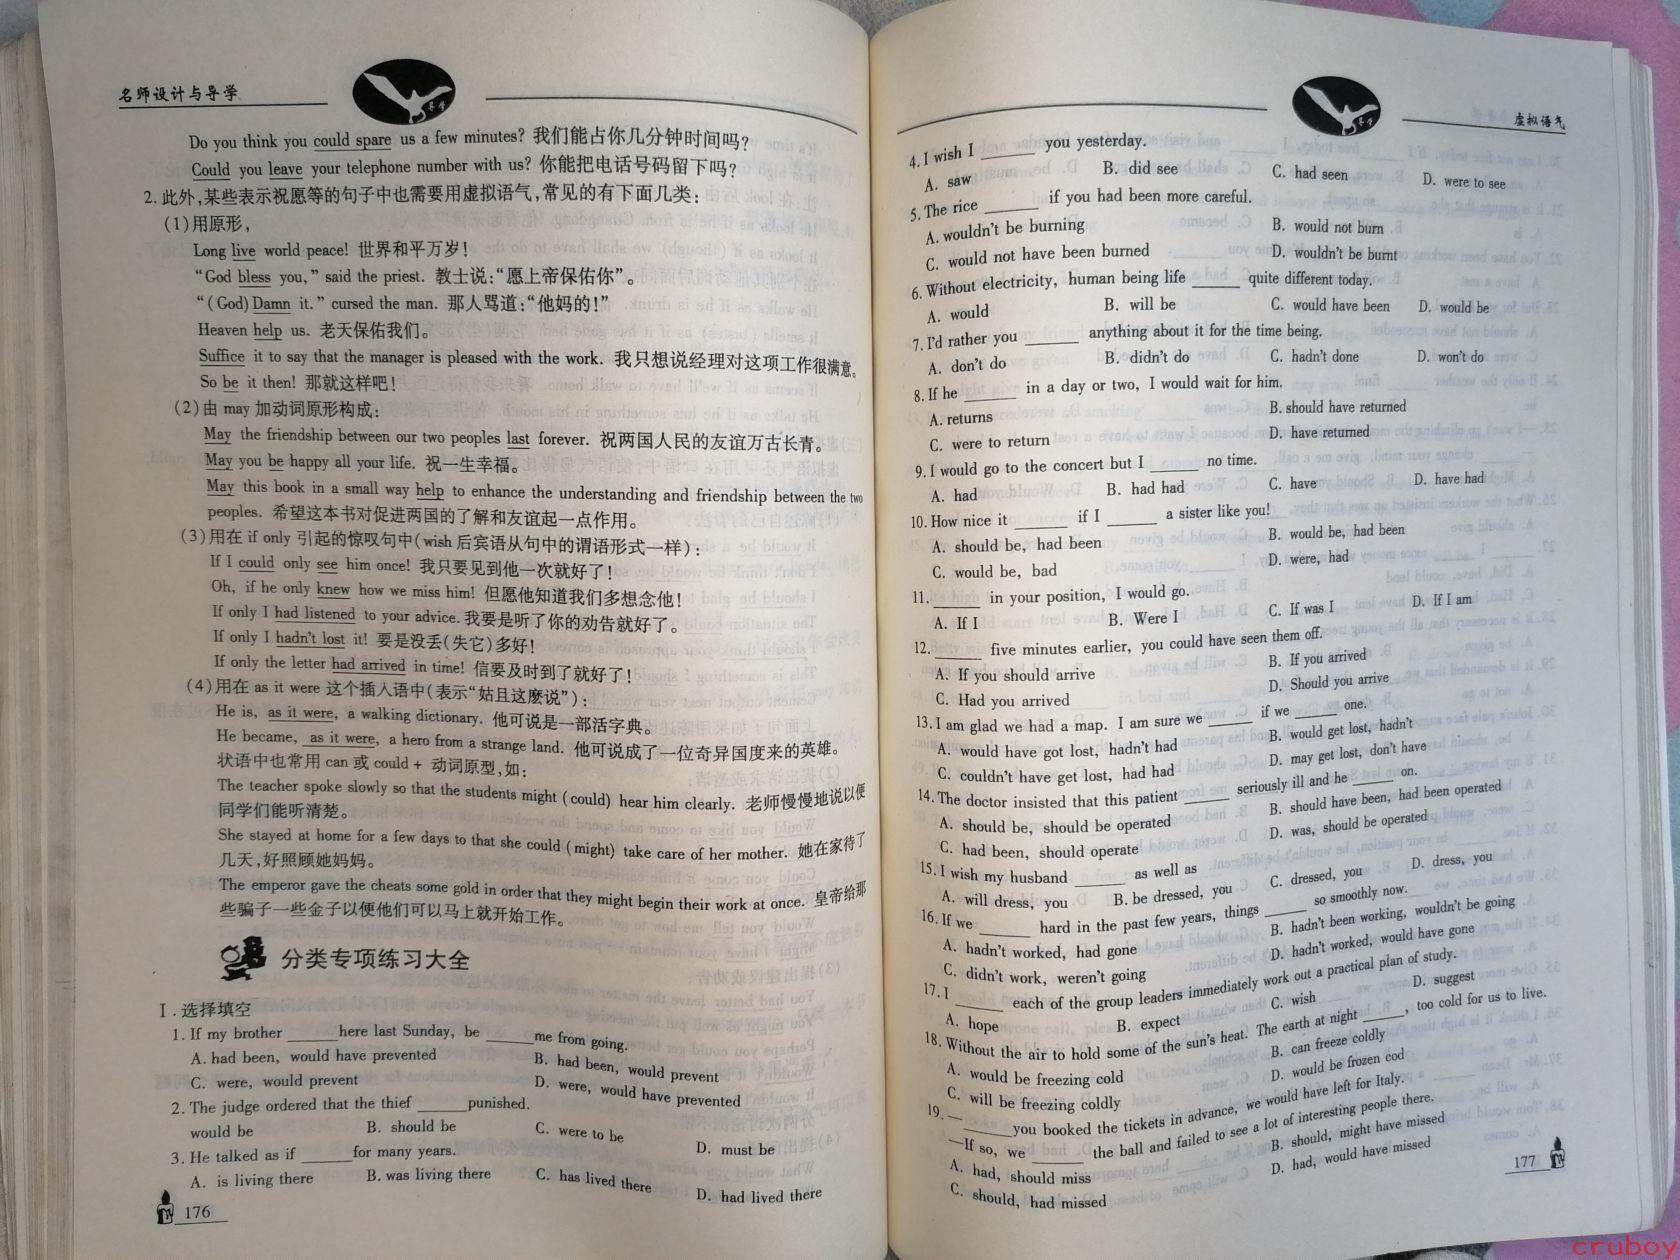 名师设计与导学
导学
Do you think you could spare us a few minutes? 我们能占你几分钟时间吗?
Could you leave your telephone number with us? 你能把电话号码留下吗?
2. 此外,某些表示祝愿等的句子中也需要用虚拟语气,常见的有下面几类:
(1)用原形,
Long live world peace! 世界和平万岁!
“God bless you,” said the priest. 教士说:“愿上帝保佑你”。
“(God)Damn it.” cursed the man. 那人骂道:“他妈的!”
Heaven help us. 老天保佑我们。
Suffice it to say that the manager is pleased with the work. 我只想说经理对这项工作很满意。
So be it then! 那就这样吧!
(2)由 may 加动词原形构成:
May the friendship between our two peoples last forever. 祝两国人民的友谊万古长青。
May you be happy all your life. 祝一生幸福。
May this book in a small way help to enhance the understanding and friendship between the two
peoples. 希望这本书对促进两国的了解和友谊起一点作用。
(3)用在 if only 引起的惊叹句中(wish 后宾语从句中的谓语形式一样):
If I could only see him once! 我只要见到他一次就好了!
Oh, if he only knew how we miss him! 但愿他知道我们多想念他!
If only I had listened to your advice. 我要是听了你的劝告就好了。
If only I hadn't lost it! 要是没丢(失它)多好!
If only the letter had arrived in time! 信要及时到了就好了!
(4)用在 as it were 这个插入语中(表示“姑且这麽说”):
He is, as it were, a walking dictionary. 他可说是一部活字典。
He became, as it were, a hero from a strange land. 他可说成了一位奇异国度来的英雄。
状语中也常用 can 或 could + 动词原型,如:
The teacher spoke slowly so that the students might (could) hear him clearly. 老师慢慢地说以便
同学们能听清楚。
She stayed at home for a few days to that she could (might) take care of her mother. 她在家待了
几天,好照顾她妈妈。
The emperor gave the cheats some gold in order that they might begin their work at once. 皇帝给那
些骗子一些金子以便他们可以马上就开始工作。
分类专项练习大全
Ⅰ. 选择填空
1. If my brother ______ here last Sunday, be ______ me from going.
A. had been, would have prevented B. had been, would prevent
C. were, would prevent D. were, would have prevented
2. The judge ordered that the thief ______ punished.
would be B. should be C. were to be D. must be
3. He talked as if ______ for many years.
A. is living there B. was living there C. has lived there D. had lived there
176
导学
虚拟语气
4. I wish I ______ you yesterday.
A. saw B. did see C. had seen D. were to see
5. The rice ______ if you had been more careful.
A. wouldn't be burning B. would not burn
C. would not have been burned D. wouldn't be burnt
6. Without electricity, human being life ______ quite different today.
A. would B. will be C. would have been D. would be
7. I'd rather you ______ anything about it for the time being.
A. don't do B. didn't do C. hadn't done D. won't do
8. If he ______ in a day or two, I would wait for him.
A. returns B. should have returned
C. were to return D. have returned
9. I would go to the concert but I ______ no time.
A. had B. had had C. have D. have had
10. How nice it ______ if I ______ a sister like you!
A. should be, had been B. would be, had been
C. would be, bad D. were, had
11. ______ in your position, I would go.
A. If I B. Were I C. If was I D. If I am
12. ______ five minutes earlier, you could have seen them off.
A. If you should arrive B. If you arrived
C. Had you arrived D. Should you arrive
13. I am glad we had a map. I am sure we ______ if we ______ one.
A. would have got lost, hadn't had B. would get lost, hadn't
C. couldn't have get lost, had had D. may get lost, don't have
14. The doctor insisted that this patient ______ seriously ill and he ______ on.
A. should be, should be operated B. should have been, had been operated
C. had been, should operate D. was, should be operated
15. I wish my husband ______ as well as
A. will dress, you B. be dressed, you C. dressed, you D. dress, you
16. If we ______ hard in the past few years, things ______ so smoothly now.
A. hadn't worked, had gone B. hadn't been working, wouldn't be going
C. didn't work, weren't going D. hadn't worked, would have gone
17. I ______ each of the group leaders immediately work out a practical plan of study.
A. hope B. expect C. wish D. suggest
18. Without the air to hold some of the sun's heat. The earth at night ______, too cold for us to live.
A. would be freezing cold B. can freeze coldly
C. will be freezing coldly D. would be frozen cod
19. —______ you booked the tickets in advance, we would have left for Italy.
—If so, we ______ the ball and failed to see a lot of interesting people there.
A. had, should miss B. should, might have missed
C. should, had missed D. had, would have missed
177
cruboy